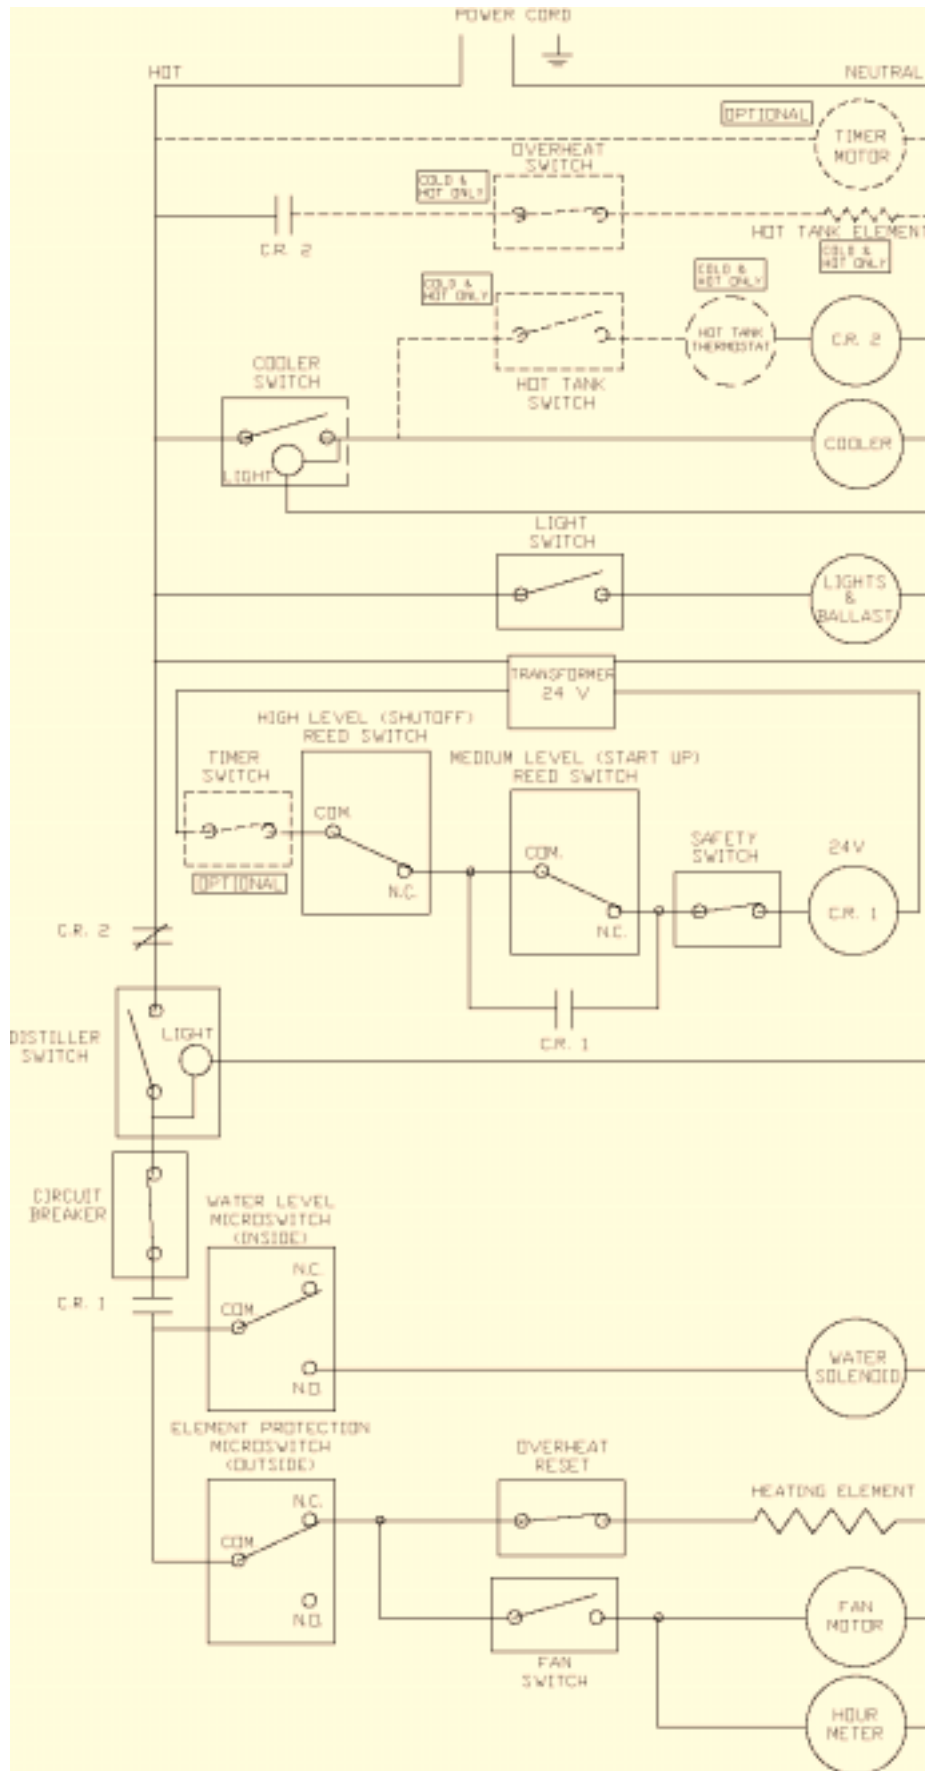 POWER CORD
HOT
NEUTRAL
OPTIONAL
TIMER
MOTOR
OVERHEAT
SWITCH
COLD &
HOT ONLY
C.R. 2
HOT TANK ELEMENT
COLD &
HOT ONLY
COLD &
HOT ONLY
COLD &
HOT ONLY
HOT TANK
THERMOSTAT
C.R. 2
COOLER
SWITCH
HOT TANK
SWITCH
COOLER
LIGHT
LIGHT
SWITCH
LIGHTS
&
BALLAST
TRANSFORMER
24 V
HIGH LEVEL (SHUTOFF)
REED SWITCH
TIMER
SWITCH
MEDIUM LEVEL (START UP)
REED SWITCH
COM.
N.C.
OPTIONAL
COM.
N.C.
SAFETY
SWITCH
24V
C.R. 1
C.R. 2
C.R. 1
DISTILLER
SWITCH
LIGHT
CIRCUIT
BREAKER
WATER LEVEL
MICROSWITCH
(INSIDE)
N.C.
C.R. 1
COM
N.O.
WATER
SOLENOID
ELEMENT PROTECTION
MICROSWITCH
(OUTSIDE)
OVERHEAT
RESET
N.C.
COM
N.O.
HEATING ELEMENT
FAN
MOTOR
FAN
SWITCH
HOUR
METER